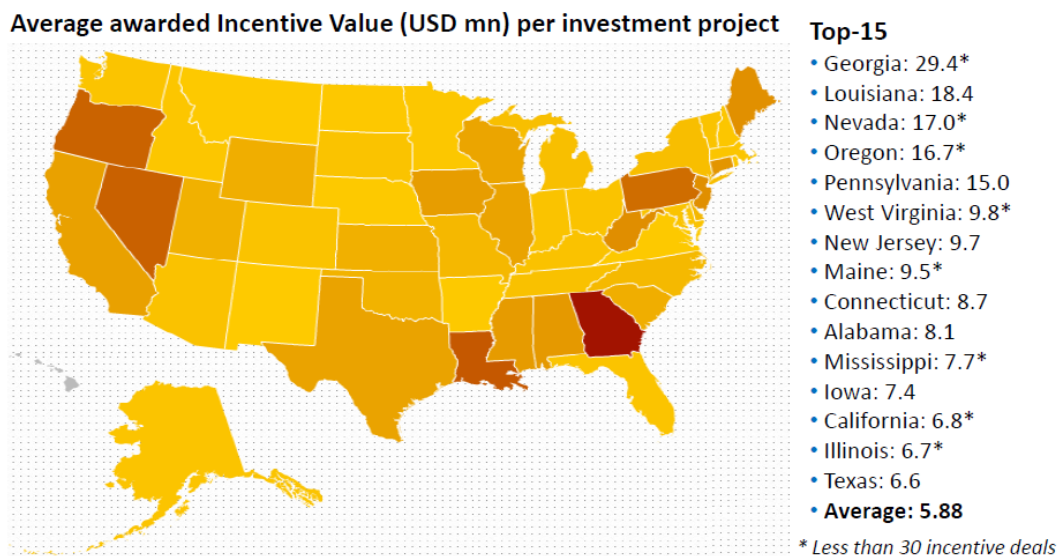 Average awarded Incentive Value (USD mn) per investment project
Top-15
• Georgia: 29.4*
• Louisiana: 18.4
• Nevada: 17.0*
• Oregon: 16.7*
• Pennsylvania: 15.0
• West Virginia: 9.8*
• New Jersey: 9.7
• Maine: 9.5*
• Connecticut: 8.7
• Alabama: 8.1
• Mississippi: 7.7*
• Iowa: 7.4
• California: 6.8*
• Illinois: 6.7*
• Texas: 6.6
• Average: 5.88
* Less than 30 incentive deals